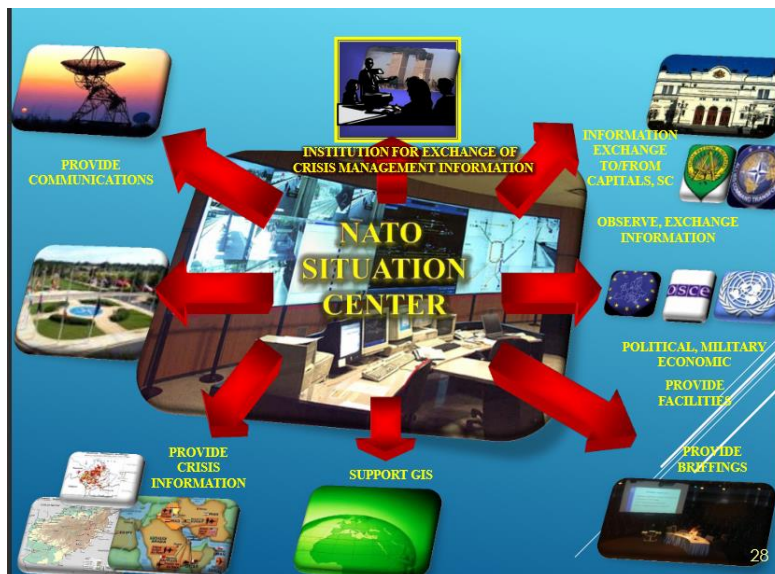 INSTITUTION FOR EXCHANGE OF
CRISIS MANAGEMENT INFORMATION
PROVIDE
COMMUNICATIONS
INFORMATION
EXCHANGE
TO/FROM
CAPITALS, SC
OBSERVE, EXCHANGE
INFORMATION
NATO
SITUATION
CENTER
OSCE
POLITICAL, MILITARY
ECONOMIC
PROVIDE
FACILITIES
PROVIDE
CRISIS
INFORMATION
SUPPORT GIS
PROVIDE
BRIEFINGS
28